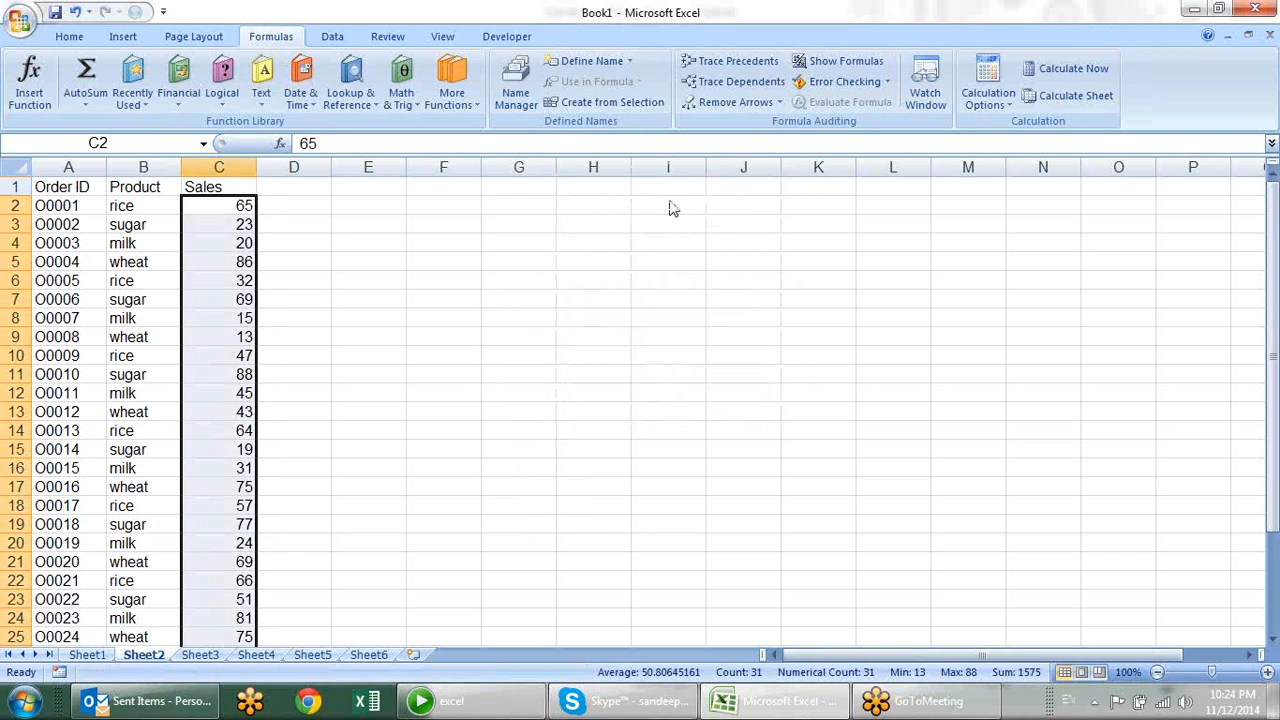 Book1 - Microsoft Excel
Home Insert Page Layout Formulas Data Review View Developer
fx Insert Function
Σ AutoSum
Recently Used
Financial
Logical
Text
Date & Time
Lookup & Reference
Math & Trig
More Functions
Function Library
Name Manager
Define Name
Use in Formula
Create from Selection
Defined Names
Trace Precedents
Trace Dependents
Remove Arrows
Show Formulas
Error Checking
Evaluate Formula
Formula Auditing
Watch Window
Calculation Options
Calculate Now
Calculate Sheet
Calculation
C2 fx 65
A B C D E F G H I J K L M N O P
1 Order ID Product Sales
2 O0001 rice 65
3 O0002 sugar 23
4 O0003 milk 20
5 O0004 wheat 86
6 O0005 rice 32
7 O0006 sugar 69
8 O0007 milk 15
9 O0008 wheat 13
10 O0009 rice 47
11 O0010 sugar 88
12 O0011 milk 45
13 O0012 wheat 43
14 O0013 rice 64
15 O0014 sugar 19
16 O0015 milk 31
17 O0016 wheat 75
18 O0017 rice 57
19 O0018 sugar 77
20 O0019 milk 24
21 O0020 wheat 69
22 O0021 rice 66
23 O0022 sugar 51
24 O0023 milk 81
25 O0024 wheat 75
Sheet1 Sheet2 Sheet3 Sheet4 Sheet5 Sheet6
Ready Average: 50.80645161 Count: 31 Numerical Count: 31 Min: 13 Max: 88 Sum: 1575 100%
Sent Items - Perso... excel Skype™ - sandeep... Microsoft Excel - ... GoToMeeting EN 10:24 PM
11/12/2014